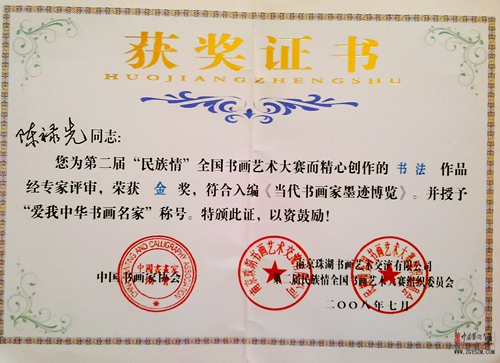 获奖证书
HUOJIANGZHENGSHU
陈禄光同志：
您为第二届“民族情”全国书画艺术大赛而精心创作的 书法 作品
经专家评审，荣获 金 奖，符合入编《当代书画家墨迹博览》。并授予
“爱我中华书画名家”称号。特颁此证，以资鼓励！
中国书画家协会
南京珠湖书画艺术交流有限公司
第二届民族情全国书画艺术大赛组织委员会
二〇〇八年七月